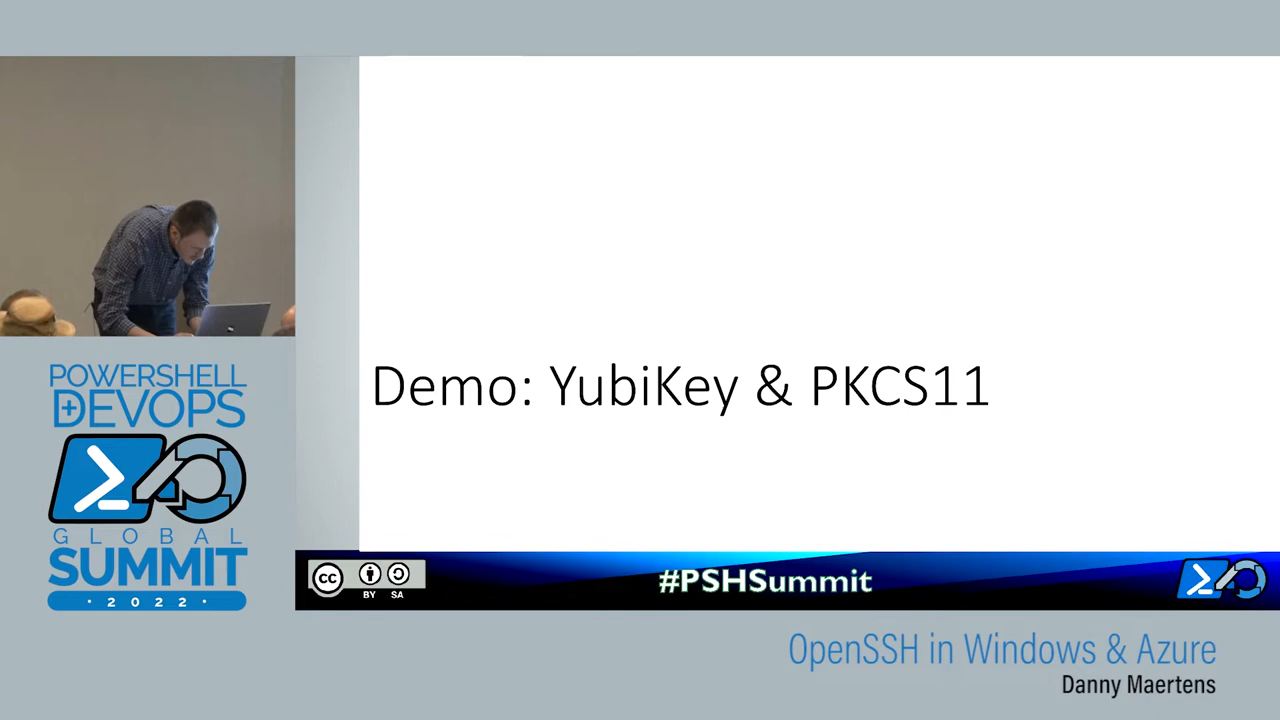 POWERSHELL
+DEVOPS
GLOBAL
SUMMIT
· 2022 ·
Demo: YubiKey & PKCS11
cc
BY SA
#PSHSummit
OpenSSH in Windows & Azure
Danny Maertens